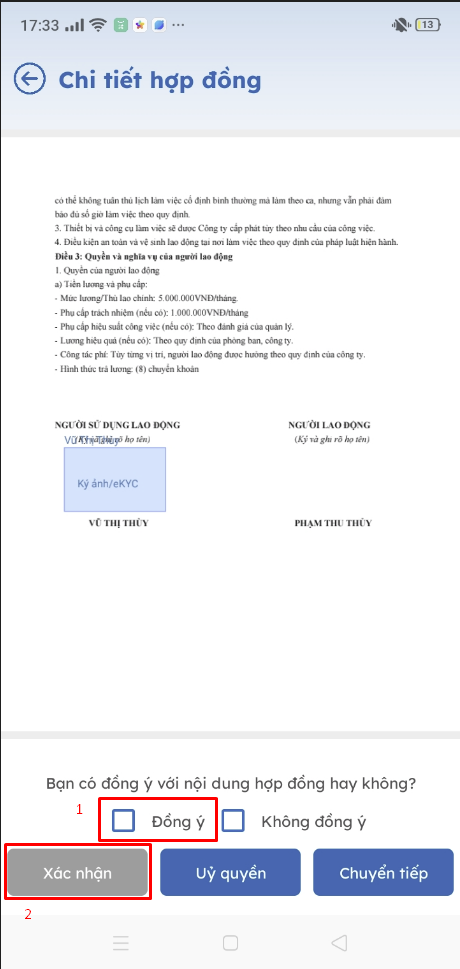 17:33
13
Chi tiết hợp đồng
có thể không tuân thủ lịch làm việc cố định bình thường mà làm theo ca, nhưng vẫn phải đảm
bảo đủ số giờ làm việc theo quy định.
3. Thiết bị và công cụ làm việc sẽ được Công ty cấp phát tùy theo nhu cầu của công việc.
4. Điều kiện an toàn và vệ sinh lao động tại nơi làm việc theo quy định của pháp luật hiện hành.
Điều 3: Quyền và nghĩa vụ của người lao động
1. Quyền của người lao động
a) Tiền lương và phụ cấp:
- Mức lương/Thù lao chính: 5.000.000VNĐ/tháng.
- Phụ cấp trách nhiệm (nếu có): 1.000.000VNĐ/tháng
- Phụ cấp hiệu suất công việc (nếu có): Theo đánh giá của quản lý.
- Lương hiệu quả (nếu có): Theo quy định của phòng ban, công ty.
- Công tác phí: Tùy từng vị trí, người lao động được hưởng theo quy định của công ty.
- Hình thức trả lương: (8) chuyển khoản
NGƯỜI SỬ DỤNG LAO ĐỘNG NGƯỜI LAO ĐỘNG
Vũ Thị Thùy (Ký và ghi rõ họ tên) (Ký và ghi rõ họ tên)
Ký ảnh/eKYC
VŨ THỊ THÙY PHẠM THU THỦY
Bạn có đồng ý với nội dung hợp đồng hay không?
1 Đồng ý Không đồng ý
Xác nhận Uỷ quyền Chuyển tiếp
2